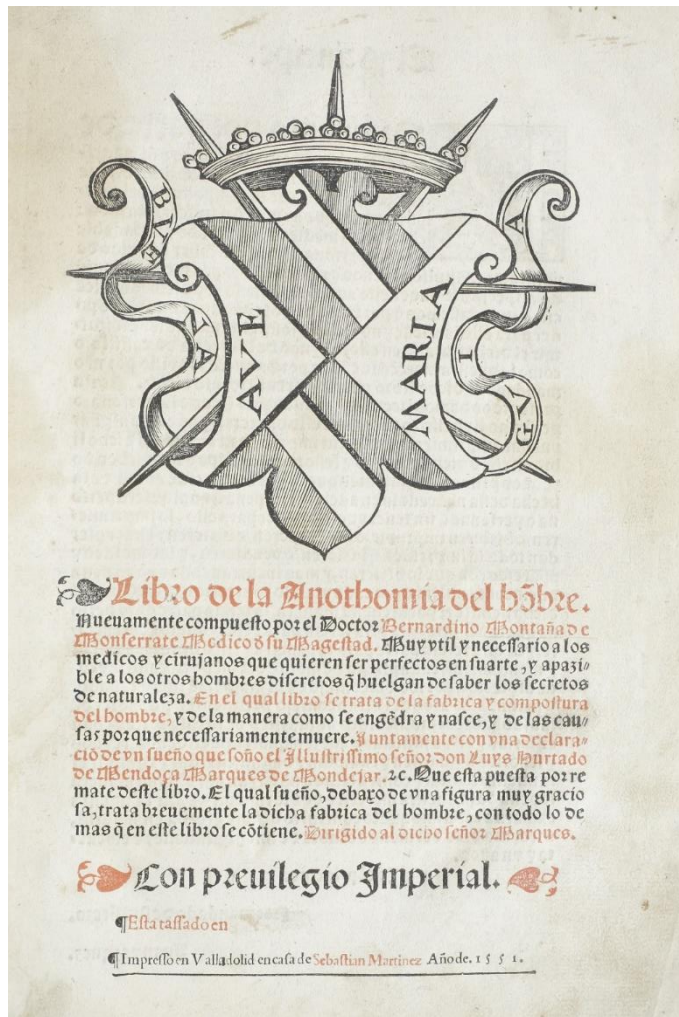 BVE
NA
GVI
A
AVE
MARIA
Libro de la Anothomia del hõbre.
Nueuamente compuesto por el Doctor Bernardino Montaña de
Monserrate Medico d̃ su Magestad. Muy vtil y necessario a los
medicos y cirujanos que quieren ser perfectos en su arte, y apazi-
ble a los otros hombres discretos q̃ huelgan de saber los secretos
de naturaleza. En el qual libro se trata de la fabrica y compostura
del hombre, y de la manera como se engẽdra y nasce, y de las cau-
sas porque necessariamente muere. Juntamente con vna declara-
ciõ de vn sueño que soño el Illustrissimo señor don Luys Hurtado
de Mendoça Marques de Mondejar. ⁊c. Que esta puesta por re
mate deste libro. El qual sueño, debaxo de vna figura muy gracio
sa, trata breuemente la dicha fabrica del hombre, con todo lo de
mas q̃ en este libro se cõtiene. Dirigido al dicho señor Marques.
Con preuilegio Imperial.
¶Esta tassado en
¶Impresso en Valladolid en casa de Sebastian Martinez Año de. 1551.